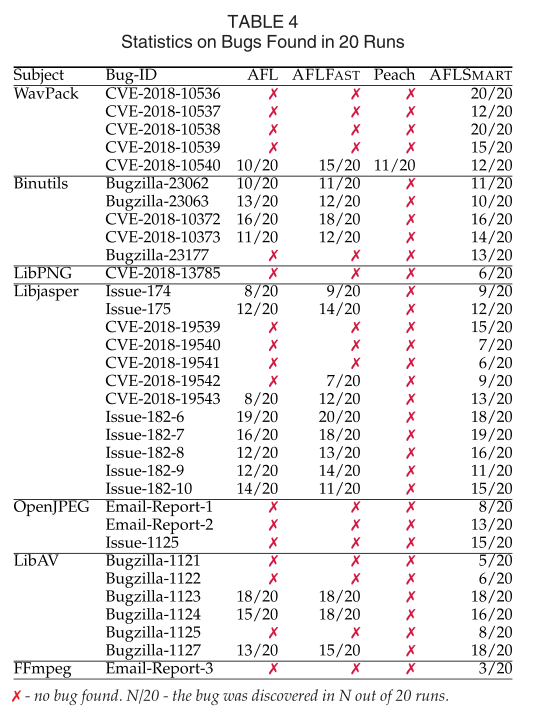 TABLE 4
Statistics on Bugs Found in 20 Runs
Subject Bug-ID AFL AFLFAST Peach AFLSMART
WavPack CVE-2018-10536 ✗ ✗ ✗ 20/20
CVE-2018-10537 ✗ ✗ ✗ 12/20
CVE-2018-10538 ✗ ✗ ✗ 20/20
CVE-2018-10539 ✗ ✗ ✗ 15/20
CVE-2018-10540 10/20 15/20 11/20 12/20
Binutils Bugzilla-23062 10/20 11/20 ✗ 11/20
Bugzilla-23063 13/20 12/20 ✗ 10/20
CVE-2018-10372 16/20 18/20 ✗ 16/20
CVE-2018-10373 11/20 12/20 ✗ 14/20
Bugzilla-23177 ✗ ✗ ✗ 13/20
LibPNG CVE-2018-13785 ✗ ✗ ✗ 6/20
Libjasper Issue-174 8/20 9/20 ✗ 9/20
Issue-175 12/20 14/20 ✗ 12/20
CVE-2018-19539 ✗ ✗ ✗ 15/20
CVE-2018-19540 ✗ ✗ ✗ 7/20
CVE-2018-19541 ✗ ✗ ✗ 6/20
CVE-2018-19542 ✗ 7/20 ✗ 9/20
CVE-2018-19543 8/20 12/20 ✗ 13/20
Issue-182-6 19/20 20/20 ✗ 18/20
Issue-182-7 16/20 18/20 ✗ 19/20
Issue-182-8 12/20 13/20 ✗ 16/20
Issue-182-9 12/20 14/20 ✗ 11/20
Issue-182-10 14/20 11/20 ✗ 15/20
OpenJPEG Email-Report-1 ✗ ✗ ✗ 8/20
Email-Report-2 ✗ ✗ ✗ 13/20
Issue-1125 ✗ ✗ ✗ 15/20
LibAV Bugzilla-1121 ✗ ✗ ✗ 5/20
Bugzilla-1122 ✗ ✗ ✗ 6/20
Bugzilla-1123 18/20 18/20 ✗ 18/20
Bugzilla-1124 15/20 18/20 ✗ 16/20
Bugzilla-1125 ✗ ✗ ✗ 8/20
Bugzilla-1127 13/20 15/20 ✗ 18/20
FFmpeg Email-Report-3 ✗ ✗ ✗ 3/20
✗ - no bug found. N/20 - the bug was discovered in N out of 20 runs.